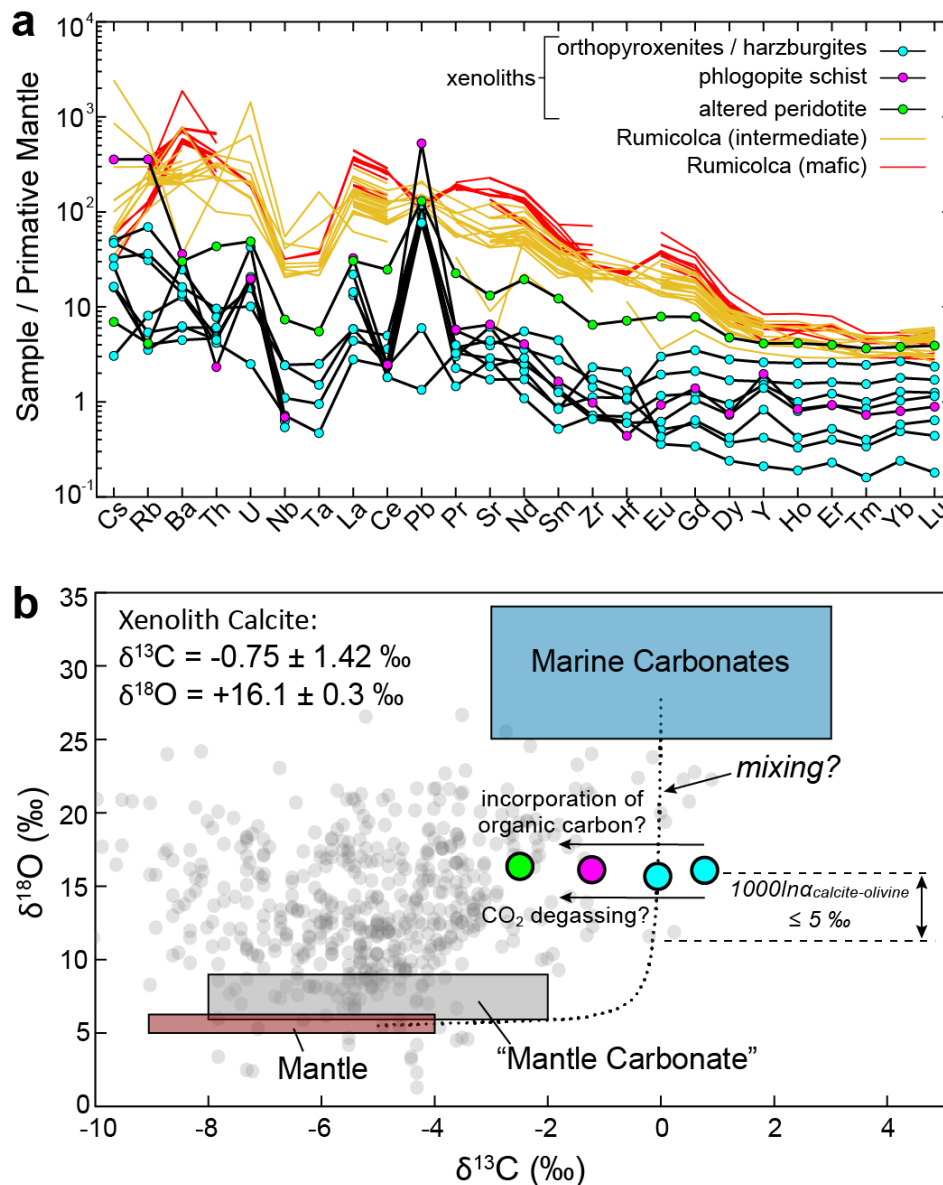 a
10⁴
10³
10²
10
1
10⁻¹
Sample / Primative Mantle
xenoliths
orthopyroxenites / harzburgites
phlogopite schist
altered peridotite
Rumicolca (intermediate)
Rumicolca (mafic)
Cs Rb Ba Th U Nb Ta La Ce Pb Pr Sr Nd Sm Zr Hf Eu Gd Dy Y Ho Er Tm Yb Lu
b
35
30
25
20
15
10
5
0
δ¹⁸O (‰)
Xenolith Calcite:
δ¹³C = -0.75 ± 1.42 ‰
δ¹⁸O = +16.1 ± 0.3 ‰
Marine Carbonates
mixing?
incorporation of
organic carbon?
CO₂ degassing?
1000lnα calcite-olivine
≤ 5 ‰
Mantle
"Mantle Carbonate"
-10 -8 -6 -4 -2 0 2 4
δ¹³C (‰)